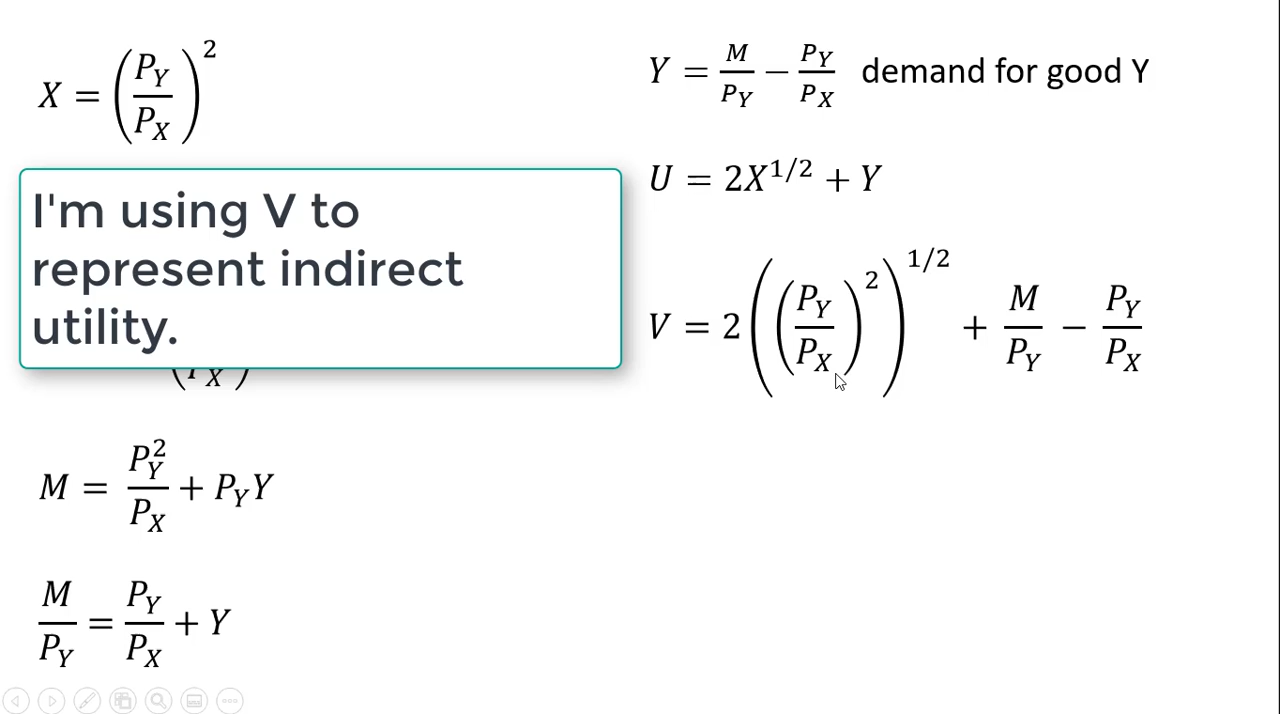 X = (P_Y/P_X)^2
I'm using V to
represent indirect
utility.
M = P_Y^2/P_X + P_Y Y
M/P_Y = P_Y/P_X + Y
Y = M/P_Y − P_Y/P_X demand for good Y
U = 2X^{1/2} + Y
V = 2((P_Y/P_X)^2)^{1/2} + M/P_Y − P_Y/P_X